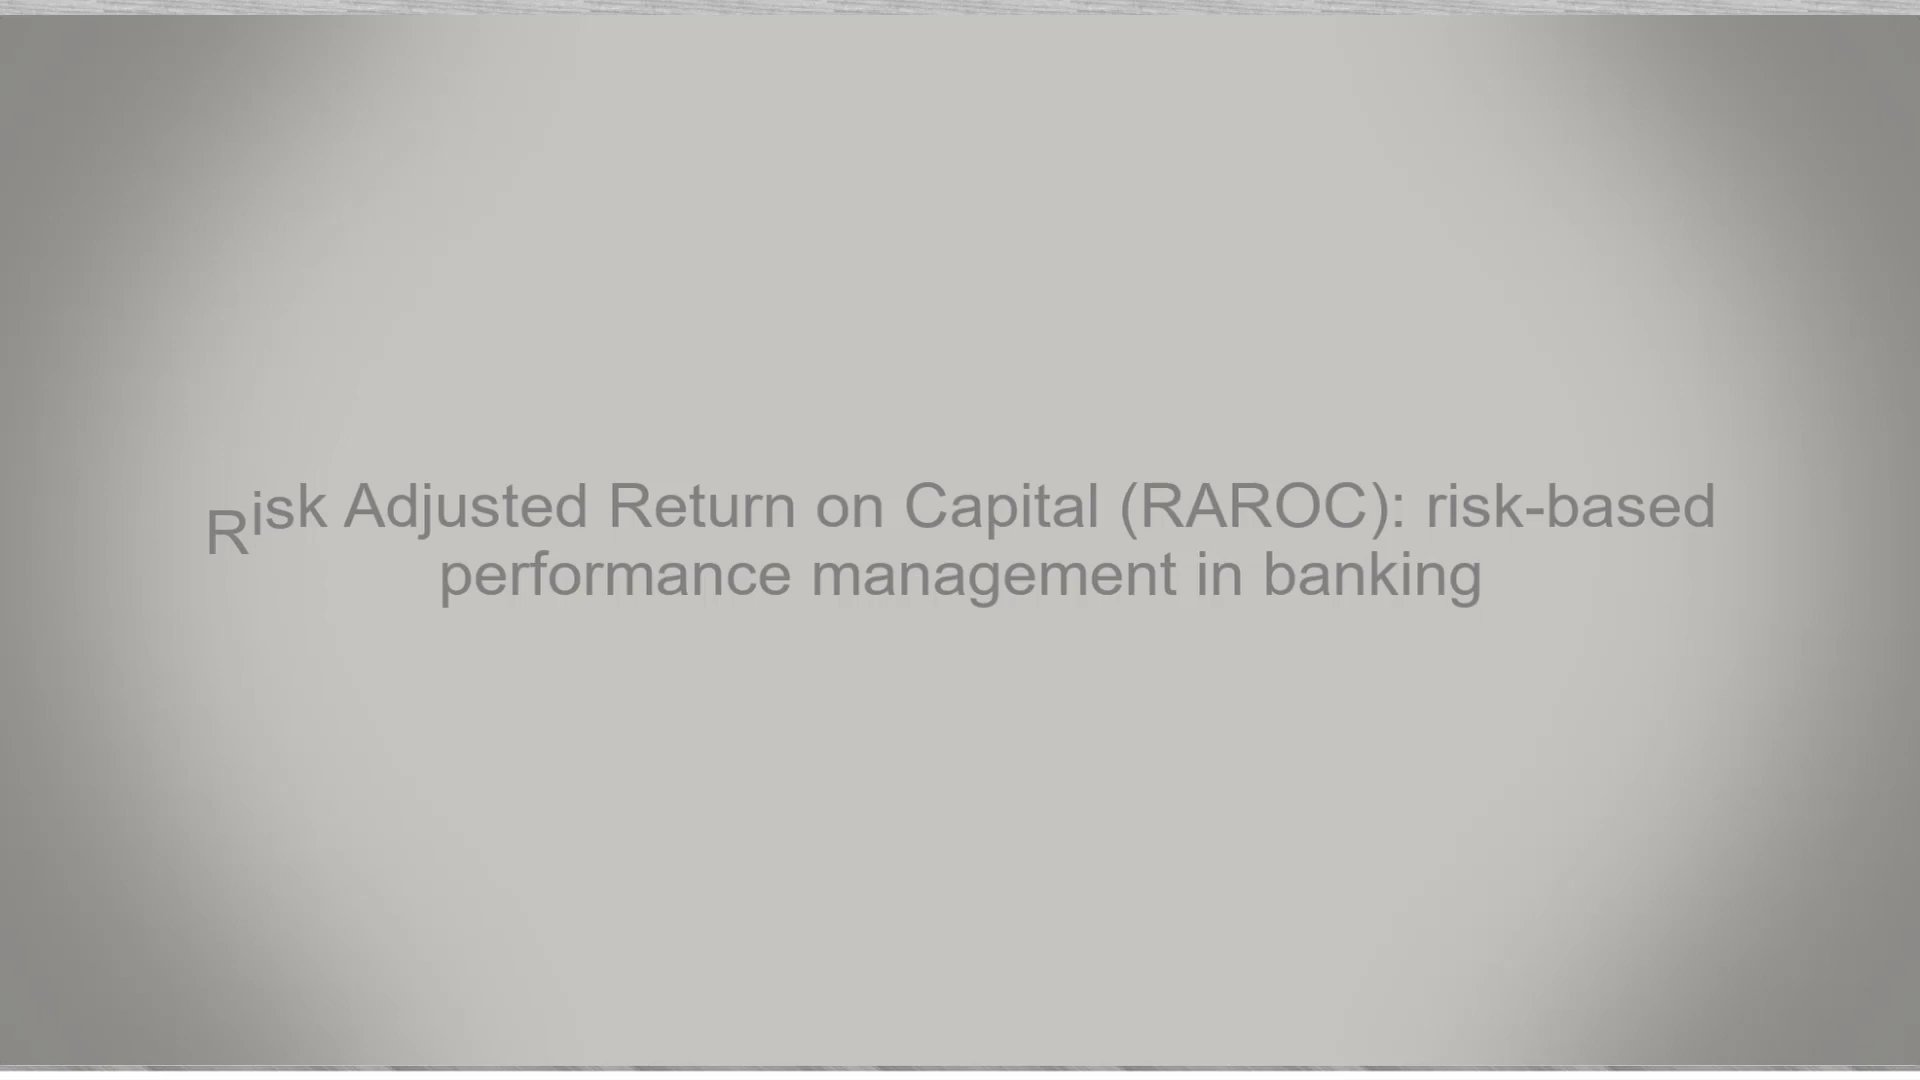 Risk Adjusted Return on Capital (RAROC): risk-based
performance management in banking